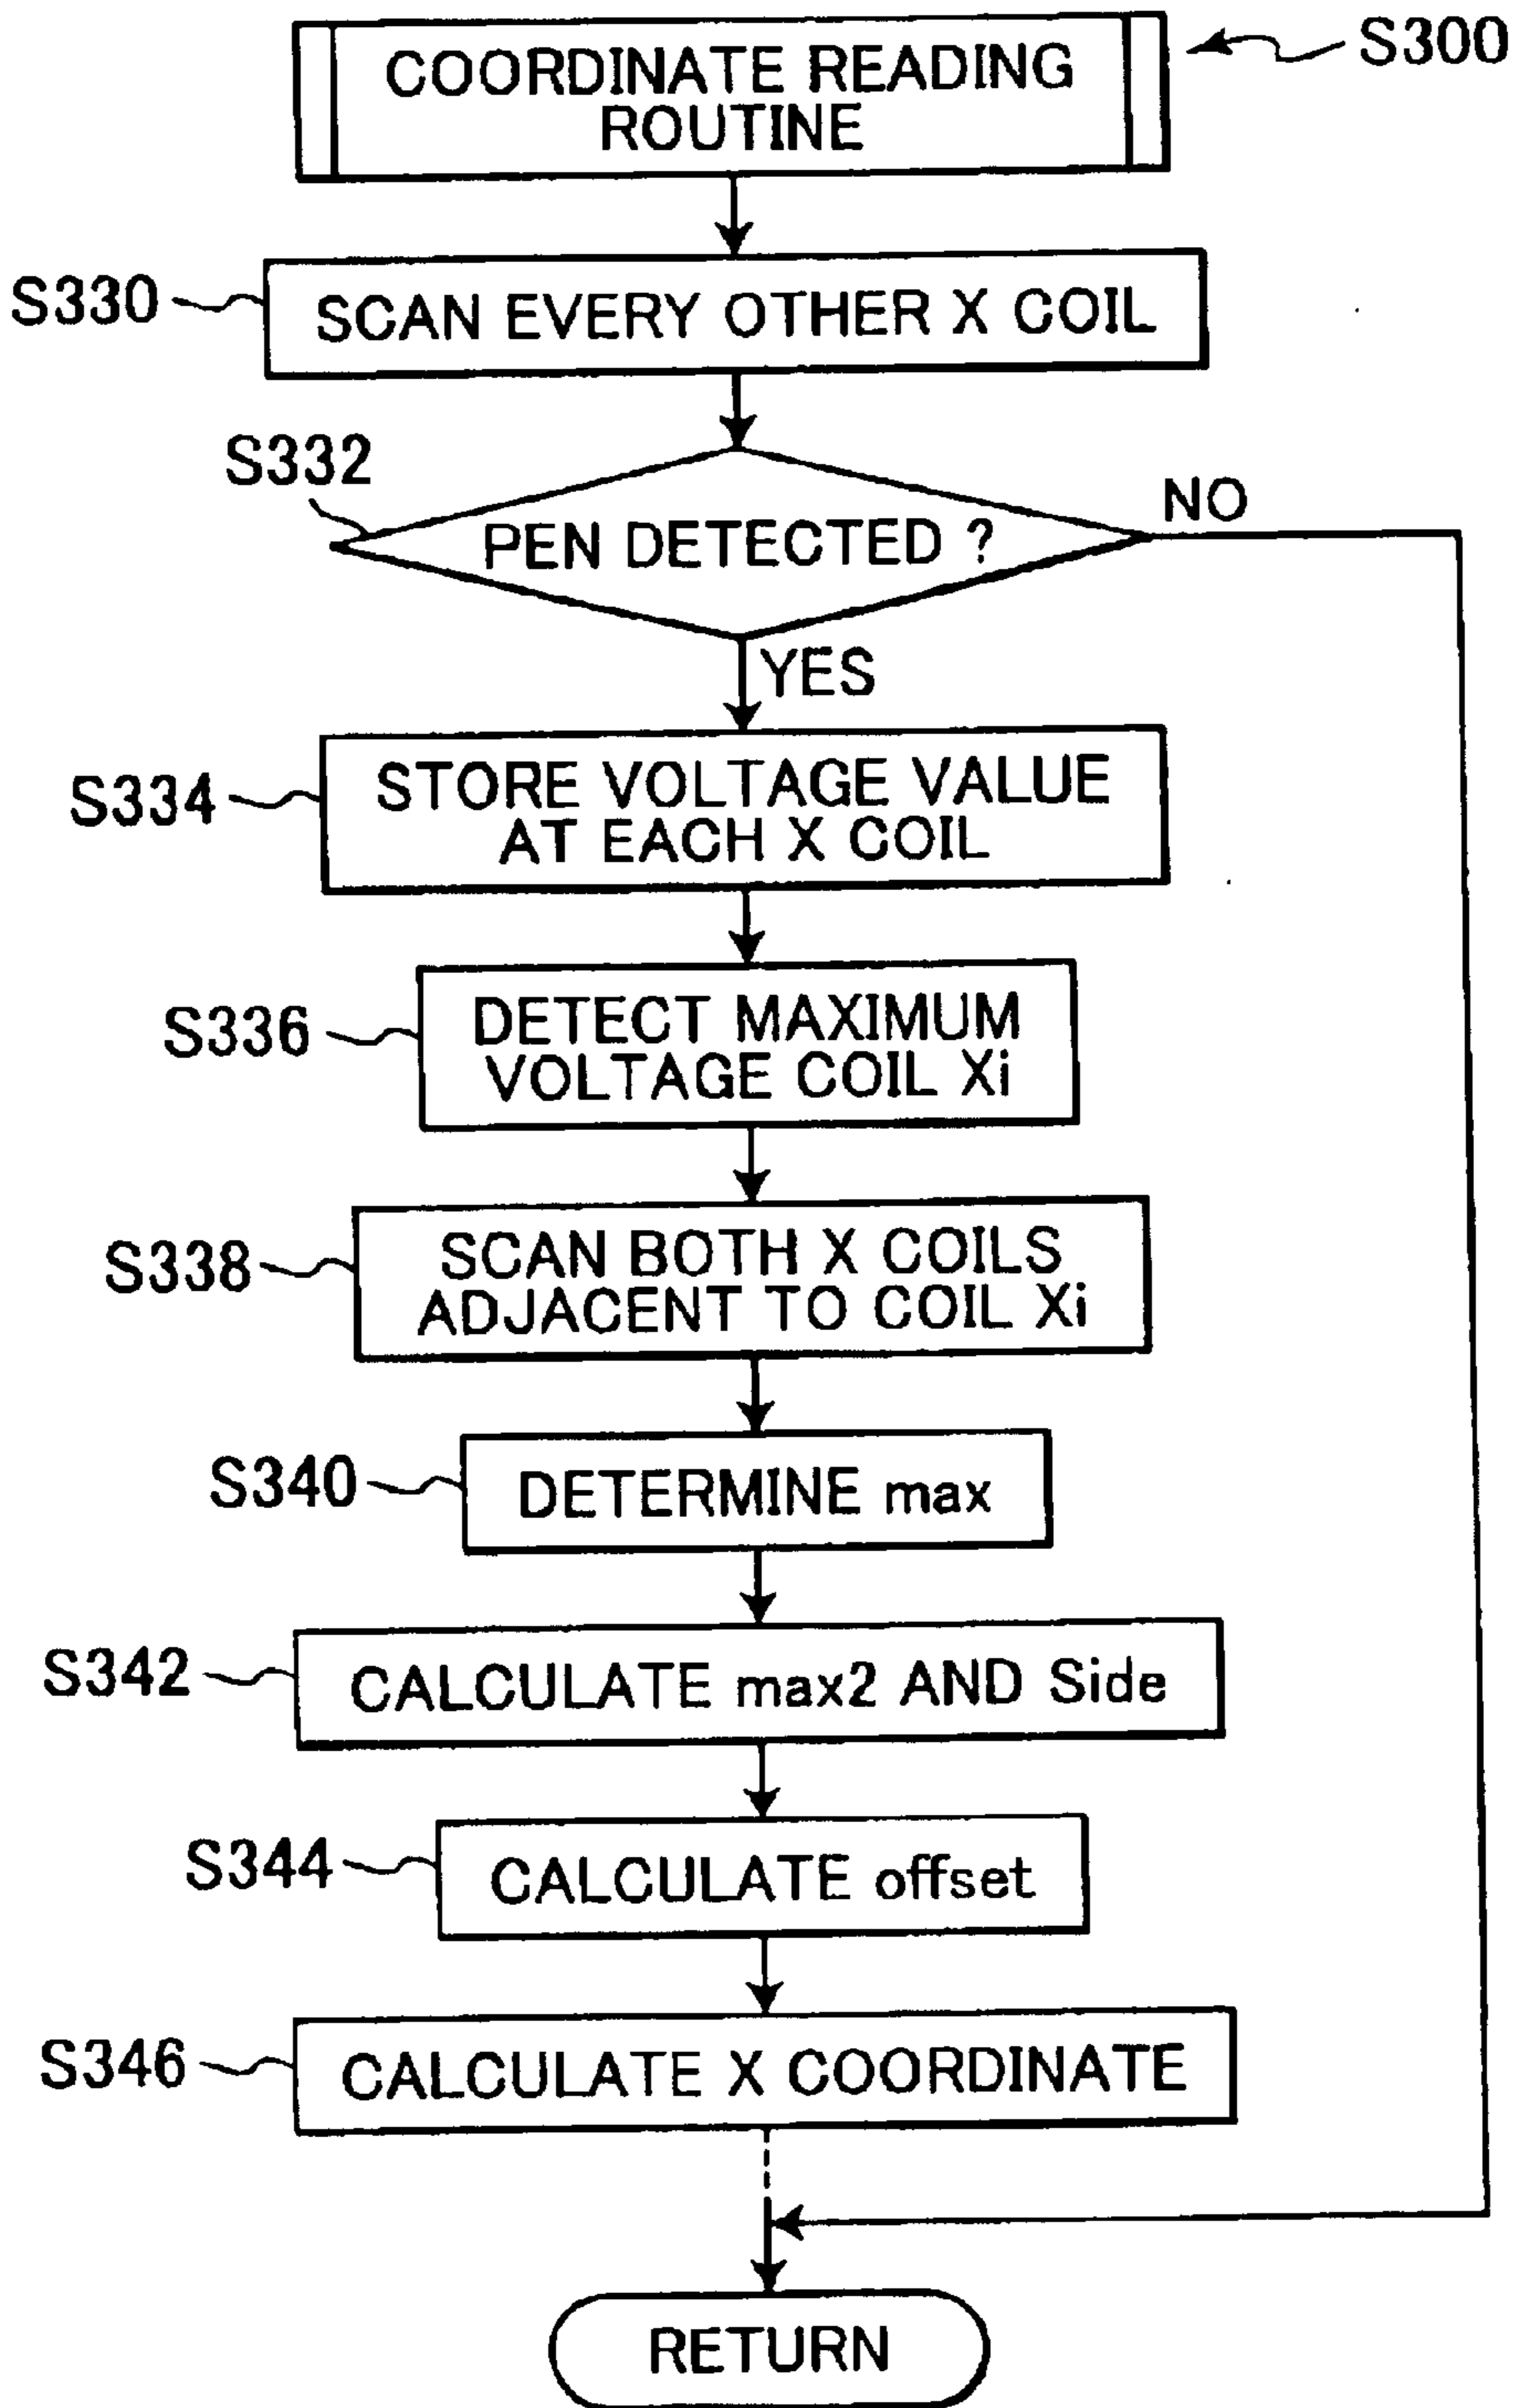 COORDINATE READING
ROUTINE
S300
S330
SCAN EVERY OTHER X COIL
S332
PEN DETECTED ?
NO
YES
S334
STORE VOLTAGE VALUE
AT EACH X COIL
S336
DETECT MAXIMUM
VOLTAGE COIL Xi
S338
SCAN BOTH X COILS
ADJACENT TO COIL Xi
S340
DETERMINE max
S342
CALCULATE max2 AND Side
S344
CALCULATE offset
S346
CALCULATE X COORDINATE
RETURN